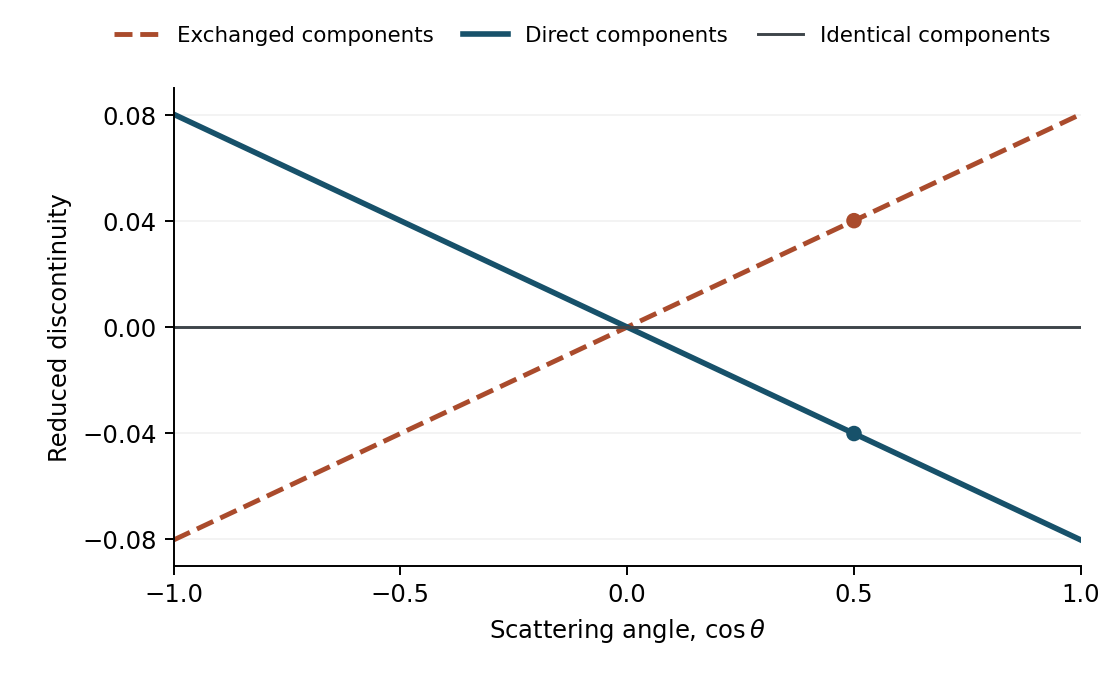 Exchanged components
Direct components
Identical components
Reduced discontinuity
0.08
0.04
0.00
−0.04
−0.08
−1.0
−0.5
0.0
0.5
1.0
Scattering angle, cos θ